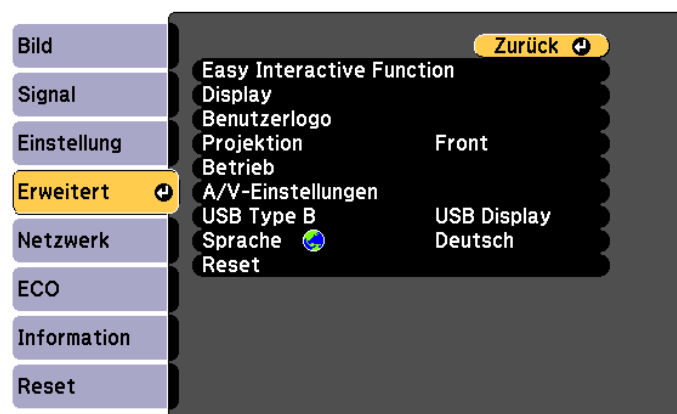 Bild
Signal
Einstellung
Erweitert
Netzwerk
ECO
Information
Reset
Zurück
Easy Interactive Function
Display
Benutzerlogo
Projektion Front
Betrieb
A/V-Einstellungen
USB Type B USB Display
Sprache Deutsch
Reset